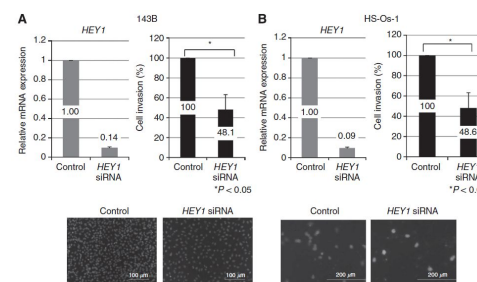 A
143B
HEY1
Relative mRNA expression
1.2
1
0.8
0.6
0.4
0.2
0
1.00
0.14
Control
HEY1
siRNA
Cell invasion (%)
120
100
80
60
40
20
0
*
100
48.1
Control
HEY1
siRNA
*P < 0.05
Control
HEY1 siRNA
100 μm
100 μm
B
HS-Os-1
HEY1
Relative mRNA expression
1.2
1
0.8
0.6
0.4
0.2
0
1.00
0.09
Control
HEY1
siRNA
Cell invasion (%)
120
100
80
60
40
20
0
*
100
48.6
Control
HEY
siRNA
*P < 0.
Control
HEY1 siRNA
200 μm
200 μm